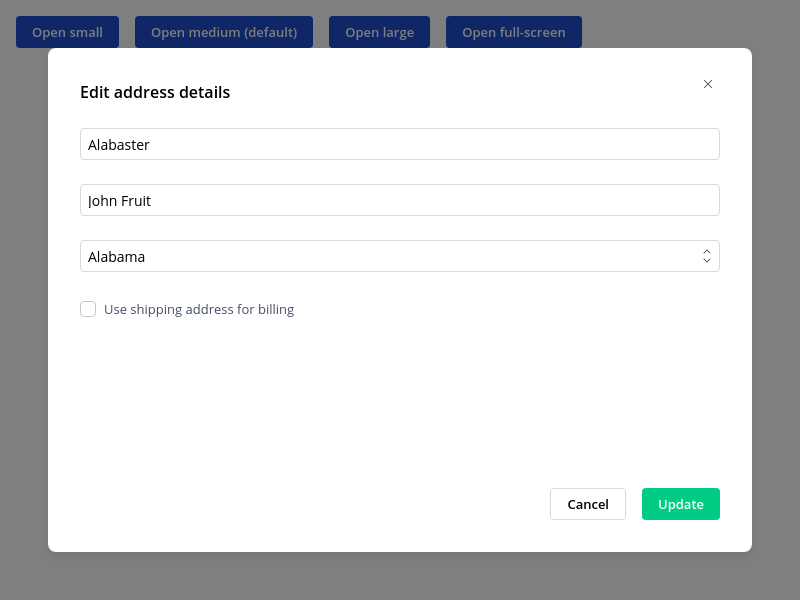 Open small Open medium (default) Open large Open full-screen
Edit address details
Alabaster
John Fruit
Alabama
Use shipping address for billing
Cancel Update